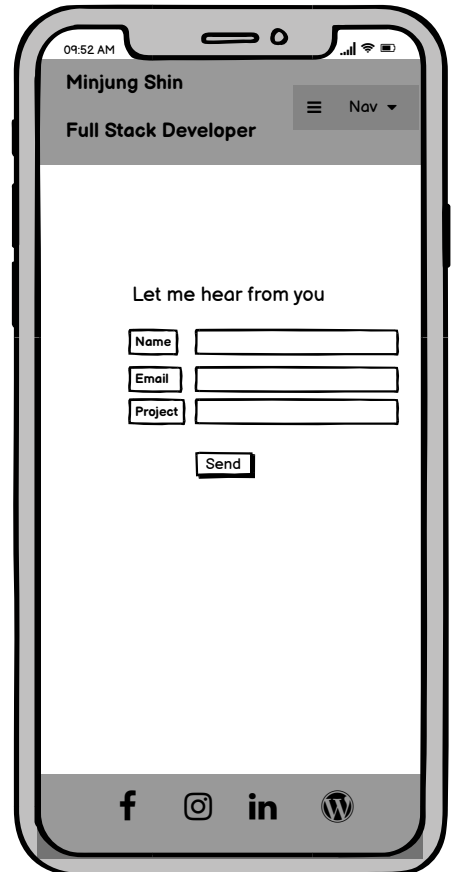 09:52 AM
Minjung Shin
Full Stack Developer
Nav
Let me hear from you
Name
Email
Project
Send